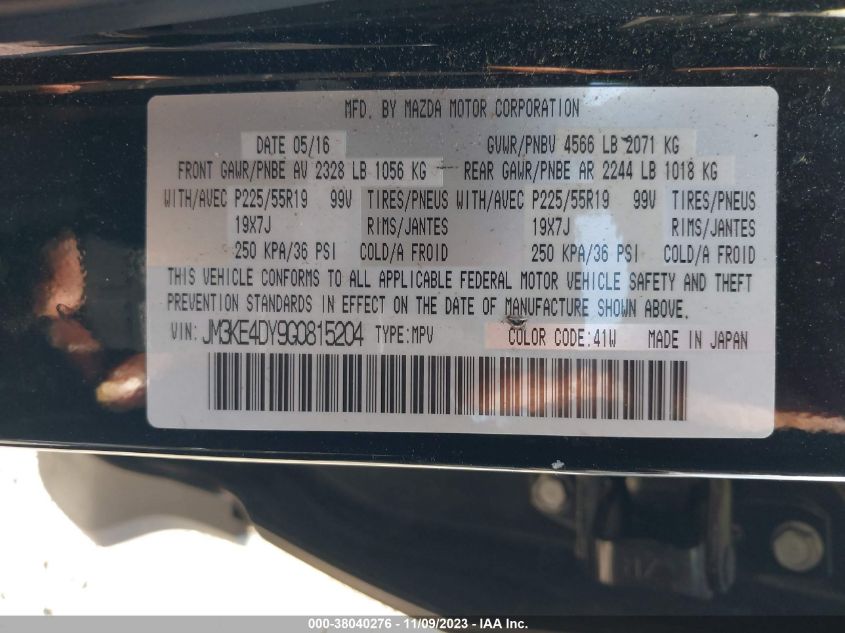 MFD. BY MAZDA MOTOR CORPORATION
DATE 05/16 GVWR/PNBV 4566 LB 2071 KG
FRONT GAWR/PNBE AV 2328 LB 1056 KG REAR GAWR/PNBE AR 2244 LB 1018 KG
WITH/AVEC P225/55R19 99V TIRES/PNEUS WITH/AVEC P225/55R19 99V TIRES/PNEUS
19X7J RIMS/JANTES 19X7J RIMS/JANTES
250 KPA/36 PSI COLD/A FROID 250 KPA/36 PSI COLD/A FROID
THIS VEHICLE CONFORMS TO ALL APPLICABLE FEDERAL MOTOR VEHICLE SAFETY AND THEFT
PREVENTION STANDARDS IN EFFECT ON THE DATE OF MANUFACTURE SHOWN ABOVE.
VIN: JM3KE4DY9G0815204 TYPE:MPV COLOR CODE:41W MADE IN JAPAN
000-38040276 - 11/09/2023 - IAAI Inc.